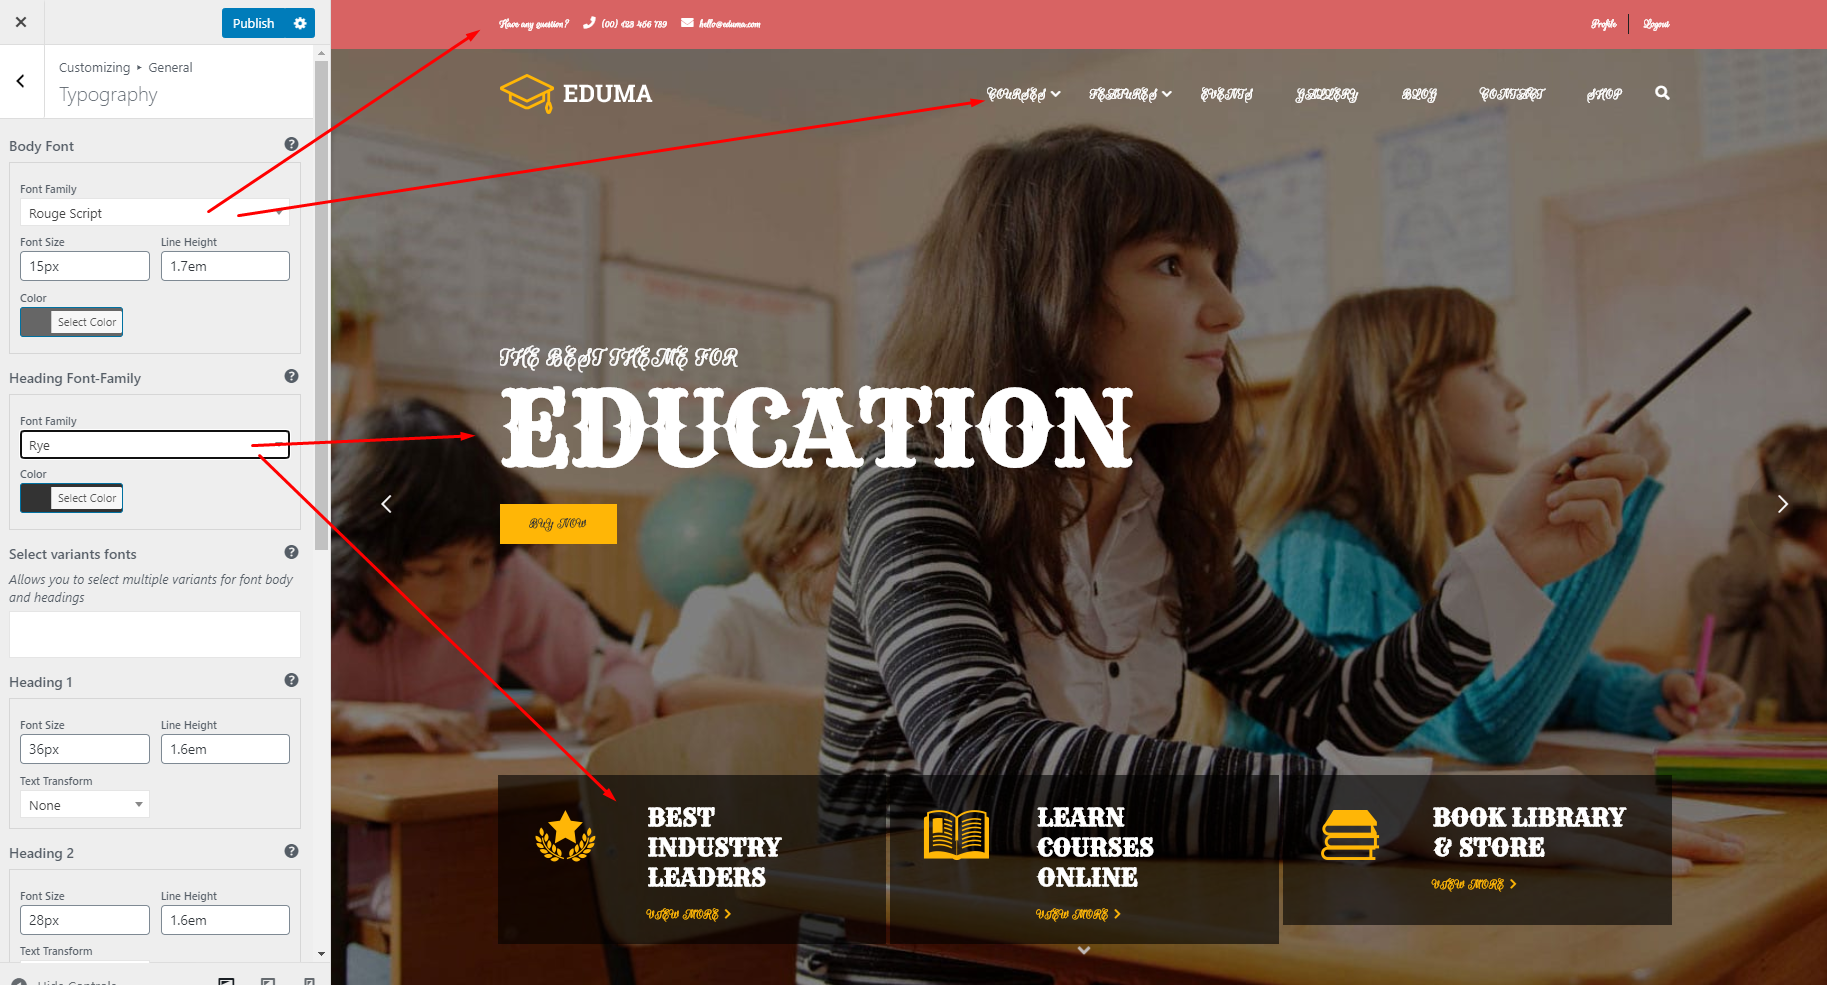 Publish
Customizing ▸ General
Typography
Body Font
Font Family
Rouge Script
Font Size Line Height
15px 1.7em
Color
Select Color
Heading Font-Family
Font Family
Rye
Color
Select Color
Select variants fonts
Allows you to select multiple variants for font body
and headings
Heading 1
Font Size Line Height
36px 1.6em
Text Transform
None
Heading 2
Font Size Line Height
28px 1.6em
Text Transform
Hide Controls
Have any question? (00) 123 456 789 hello@eduma.com
Profile Logout
EDUMA
COURSES FEATURES EVENTS GALLERY BLOG CONTACT SHOP
THE BEST THEME FOR
EDUCATION
BUY NOW
BEST
INDUSTRY
LEADERS
VIEW MORE
LEARN
COURSES
ONLINE
VIEW MORE
BOOK LIBRARY
& STORE
VIEW MORE